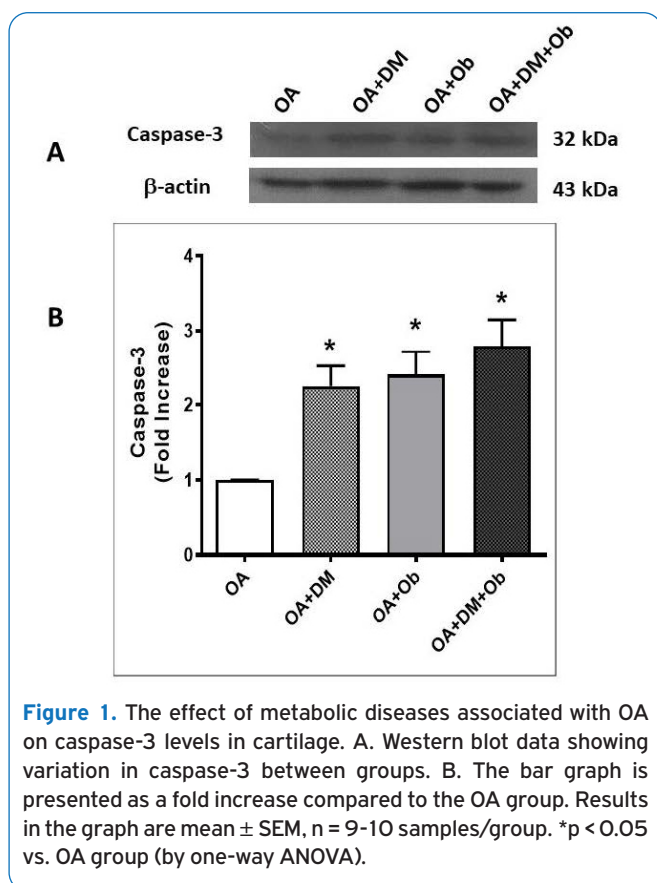 OA OA+DM OA+Ob OA+DM+Ob
A Caspase-3 32 kDa
β-actin 43 kDa
B
Caspase-3
(Fold Increase)
4
3
2
1
0
* * *
OA OA+DM OA+Ob OA+DM+Ob
Figure 1. The effect of metabolic diseases associated with OA
on caspase-3 levels in cartilage. A. Western blot data showing
variation in caspase-3 between groups. B. The bar graph is
presented as a fold increase compared to the OA group. Results
in the graph are mean ± SEM, n = 9-10 samples/group. *p < 0.05
vs. OA group (by one-way ANOVA).